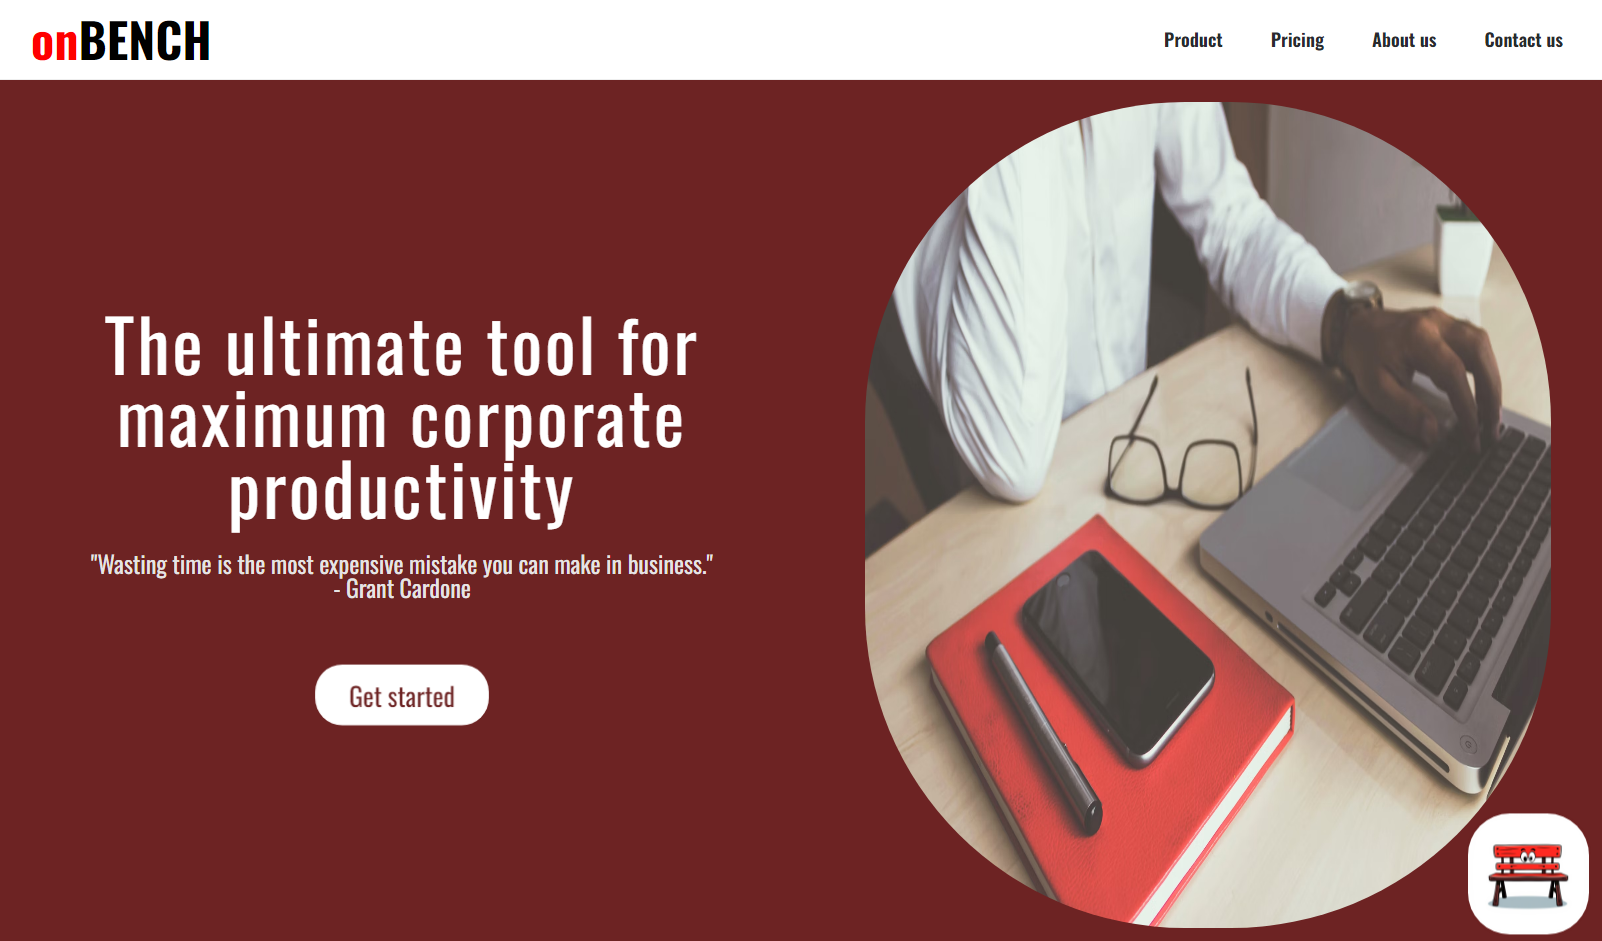 onBENCH
Product
Pricing
About us
Contact us
The ultimate tool for
maximum corporate
productivity
"Wasting time is the most expensive mistake you can make in business."
- Grant Cardone
Get started